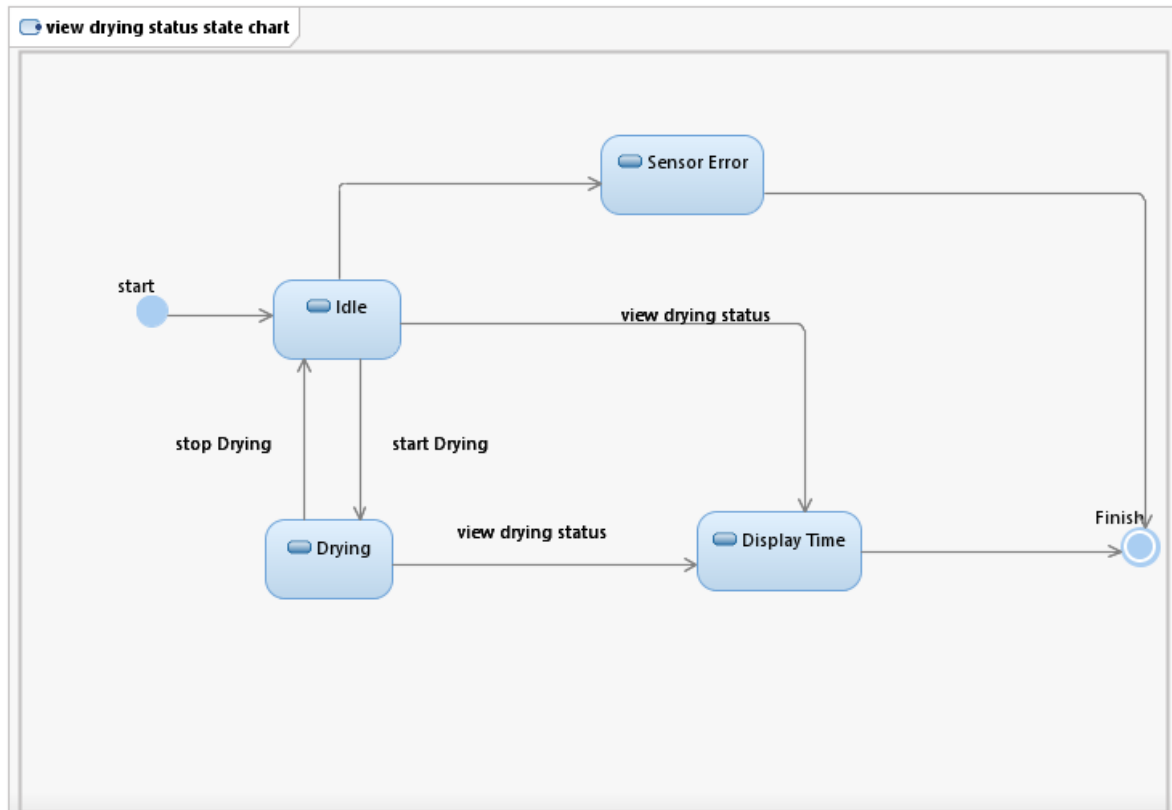 view drying status state chart
Sensor Error
start
Idle
view drying status
stop Drying
start Drying
view drying status
Finish
Drying
Display Time